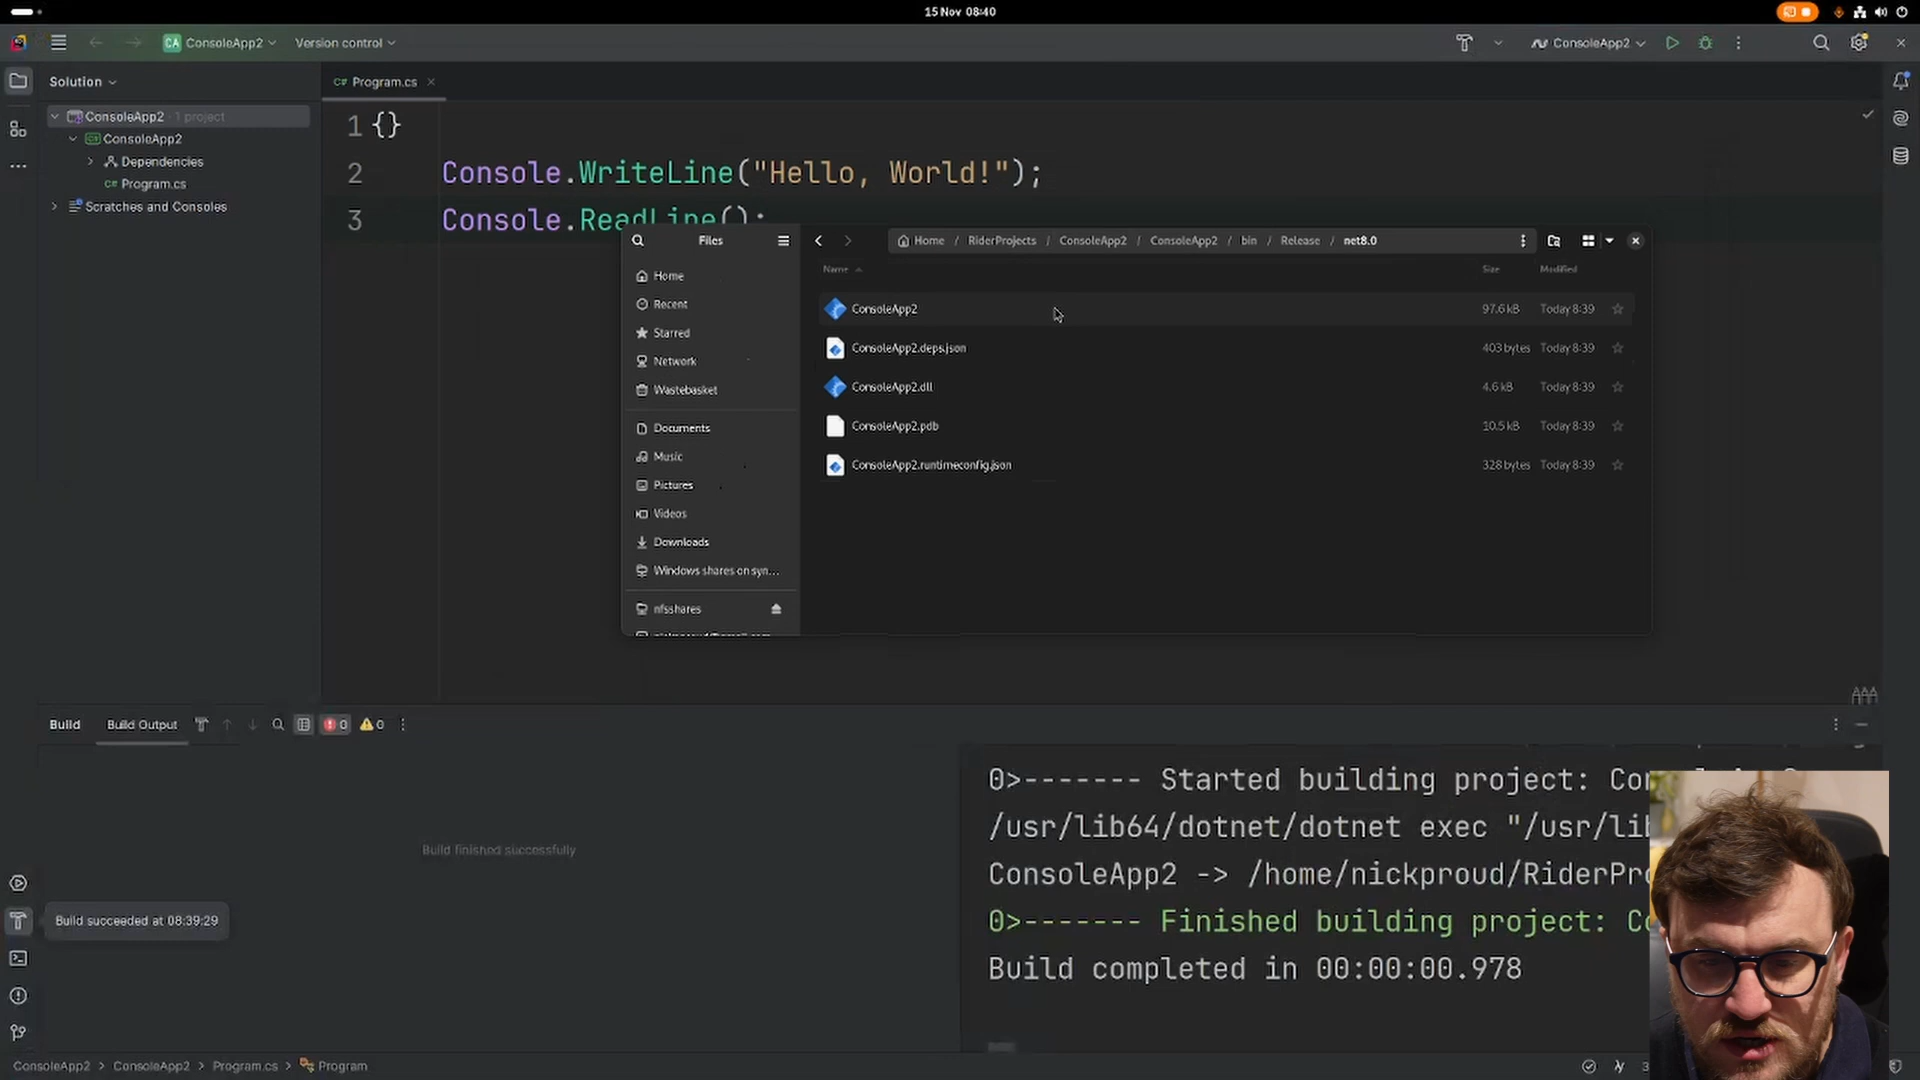 15 Nov 08:40
CA ConsoleApp2
Version control
ConsoleApp2
Solution
C# Program.cs
ConsoleApp2 · 1 project
ConsoleApp2
Dependencies
C# Program.cs
Scratches and Consoles
1 {}
2 Console.WriteLine("Hello, World!");
3 Console.ReadLine();
Files
Home / RiderProjects / ConsoleApp2 / ConsoleApp2 / bin / Release / net8.0
Name Size Modified
Home
Recent
Starred
Network
Wastebasket
Documents
Music
Pictures
Videos
Downloads
Windows shares on syn...
nfsshares
ConsoleApp2 97.6 kB Today 8:39
ConsoleApp2.deps.json 403 bytes Today 8:39
ConsoleApp2.dll 4.6 kB Today 8:39
ConsoleApp2.pdb 10.5 kB Today 8:39
ConsoleApp2.runtimeconfig.json 328 bytes Today 8:39
Build Build Output 0 0
Build finished successfully
0>------- Started building project:
/usr/lib64/dotnet/dotnet exec "/usr/lib
ConsoleApp2 -> /home/nickproud/RiderPro
0>------- Finished building project: Co
Build completed in 00:00:00.978
Build succeeded at 08:39:29
ConsoleApp2 > ConsoleApp2 > Program.cs > Program